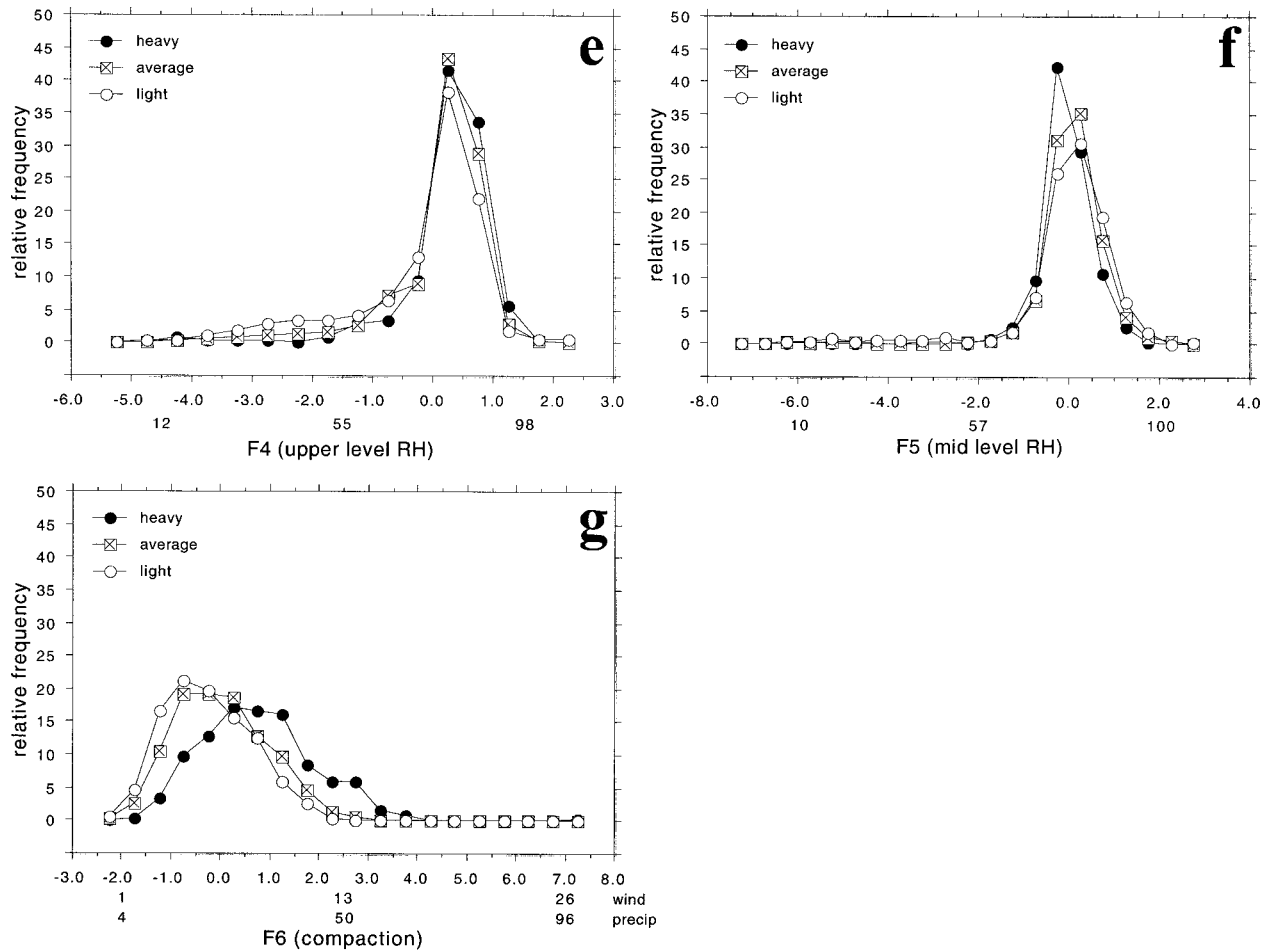 e
heavy
average
light
relative frequency
50
45
40
35
30
25
20
15
10
5
0
-6.0 -5.0 -4.0 -3.0 -2.0 -1.0 0.0 1.0 2.0 3.0
12 55 98
F4 (upper level RH)
f
heavy
average
light
relative frequency
50
45
40
35
30
25
20
15
10
5
0
-8.0 -6.0 -4.0 -2.0 0.0 2.0 4.0
10 57 100
F5 (mid level RH)
g
heavy
average
light
relative frequency
50
45
40
35
30
25
20
15
10
5
0
-3.0 -2.0 -1.0 0.0 1.0 2.0 3.0 4.0 5.0 6.0 7.0 8.0
1 13 26 wind
4 50 96 precip
F6 (compaction)